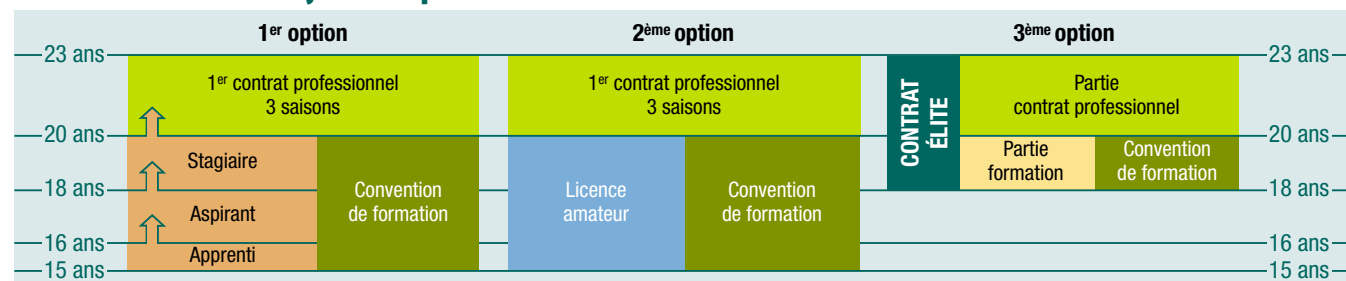 1er option
2ème option
3ème option
23 ans
23 ans
1er contrat professionnel
3 saisons
1er contrat professionnel
3 saisons
CONTRAT
ÉLITE
Partie
contrat professionnel
20 ans
20 ans
Stagiaire
Convention
de formation
Licence
amateur
Convention
de formation
Partie
formation
Convention
de formation
18 ans
18 ans
Aspirant
16 ans
16 ans
Apprenti
15 ans
15 ans